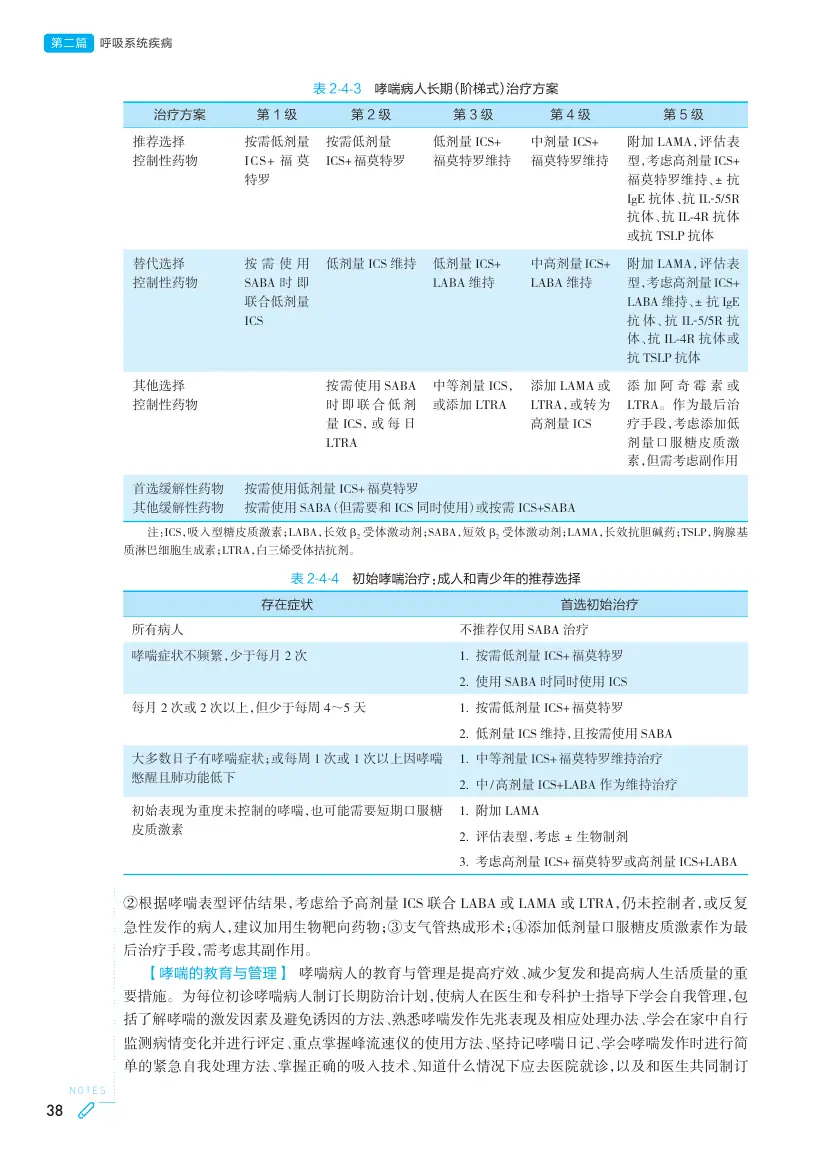 第二篇 呼吸系统疾病
表 2-4-3 哮喘病人长期(阶梯式)治疗方案
治疗方案 第 1 级 第 2 级 第 3 级 第 4 级 第 5 级
推荐选择 按需低剂量 按需低剂量 低剂量 ICS+ 中剂量 ICS+ 附加 LAMA,评估表
控制性药物 ICS+ 福莫 ICS+福莫特罗 福莫特罗维持 福莫特罗维持 型,考虑高剂量 ICS+
特罗 福莫特罗维持、± 抗
IgE 抗体、抗 IL-5/5R
抗体、抗 IL-4R 抗体
或抗 TSLP 抗体
替代选择 按需使用 低剂量 ICS 维持 低剂量 ICS+ 中高剂量 ICS+ 附加 LAMA,评估表
控制性药物 SABA 时即 LABA 维持 LABA 维持 型,考虑高剂量 ICS+
联合低剂量 LABA 维持、± 抗 IgE
ICS 抗体、抗 IL-5/5R 抗
体、抗 IL-4R 抗体或
抗 TSLP 抗体
其他选择 按需使用 SABA 中等剂量 ICS, 添加 LAMA 或 添加阿奇霉素或
控制性药物 时即联合低剂 或添加 LTRA LTRA,或转为 LTRA。作为最后治
量 ICS,或每日 高剂量 ICS 疗手段,考虑添加低
LTRA 剂量口服糖皮质激
素,但需考虑副作用
首选缓解性药物 按需使用低剂量 ICS+福莫特罗
其他缓解性药物 按需使用 SABA(但需要和 ICS 同时使用)或按需 ICS+SABA
注:ICS,吸入型糖皮质激素;LABA,长效 β₂ 受体激动剂;SABA,短效 β₂ 受体激动剂;LAMA,长效抗胆碱药;TSLP,胸腺基
质淋巴细胞生成素;LTRA,白三烯受体拮抗剂。
表 2-4-4 初始哮喘治疗:成人和青少年的推荐选择
存在症状 首选初始治疗
所有病人 不推荐仅用 SABA 治疗
哮喘症状不频繁,少于每月 2 次 1. 按需低剂量 ICS+福莫特罗
2. 使用 SABA 时同时使用 ICS
每月 2 次或 2 次以上,但少于每周 4～5 天 1. 按需低剂量 ICS+福莫特罗
2. 低剂量 ICS 维持,且按需使用 SABA
大多数日子有哮喘症状;或每周 1 次或 1 次以上因哮喘 1. 中等剂量 ICS+福莫特罗维持治疗
憋醒且肺功能低下 2. 中/高剂量 ICS+LABA 作为维持治疗
初始表现为重度未控制的哮喘,也可能需要短期口服糖 1. 附加 LAMA
皮质激素 2. 评估表型,考虑 ± 生物制剂
3. 考虑高剂量 ICS+福莫特罗或高剂量 ICS+LABA
②根据哮喘表型评估结果,考虑给予高剂量 ICS 联合 LABA 或 LAMA 或 LTRA,仍未控制者,或反复
急性发作的病人,建议加用生物靶向药物;③支气管热成形术;④添加低剂量口服糖皮质激素作为最
后治疗手段,需考虑其副作用。
【哮喘的教育与管理】 哮喘病人的教育与管理是提高疗效、减少复发和提高病人生活质量的重
要措施。为每位初诊哮喘病人制订长期防治计划,使病人在医生和专科护士指导下学会自我管理,包
括了解哮喘的激发因素及避免诱因的方法、熟悉哮喘发作先兆表现及相应处理办法、学会在家中自行
监测病情变化并进行评定、重点掌握峰流速仪的使用方法、坚持记哮喘日记、学会哮喘发作时进行简
单的紧急自我处理方法、掌握正确的吸入技术、知道什么情况下应去医院就诊,以及和医生共同制订
NOTES
38